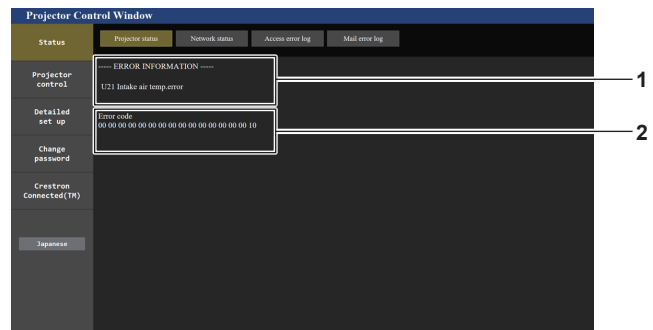 Projector Control Window
Status
Projector status
Network status
Access error log
Mail error log
Projector
control
Detailed
set up
Change
password
Crestron
Connected(TM)
Japanese
----- ERROR INFORMATION -----
U21 Intake air temp.error
Error code
00 00 00 00 00 00 00 00 00 00 00 00 00 00 00 10
1
2